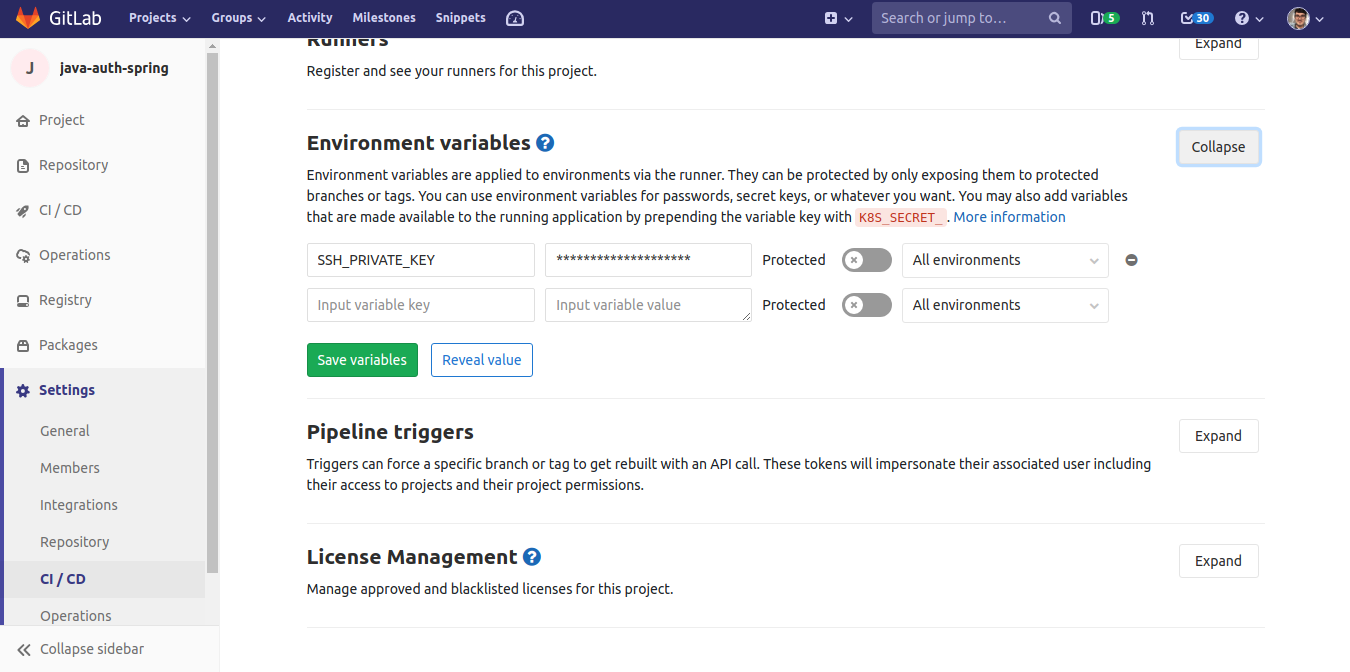 GitLab Projects Groups Activity Milestones Snippets Search or jump to... 5 30
J java-auth-spring
Project
Repository
CI / CD
Operations
Registry
Packages
Settings
General
Members
Integrations
Repository
CI / CD
Operations
Collapse sidebar
Runners Expand
Register and see your runners for this project.
Environment variables ? Collapse
Environment variables are applied to environments via the runner. They can be protected by only exposing them to protected
branches or tags. You can use environment variables for passwords, secret keys, or whatever you want. You may also add variables
that are made available to the running application by prepending the variable key with K8S_SECRET_. More information
SSH_PRIVATE_KEY ******************** Protected All environments
Input variable key Input variable value Protected All environments
Save variables Reveal value
Pipeline triggers Expand
Triggers can force a specific branch or tag to get rebuilt with an API call. These tokens will impersonate their associated user including
their access to projects and their project permissions.
License Management ? Expand
Manage approved and blacklisted licenses for this project.